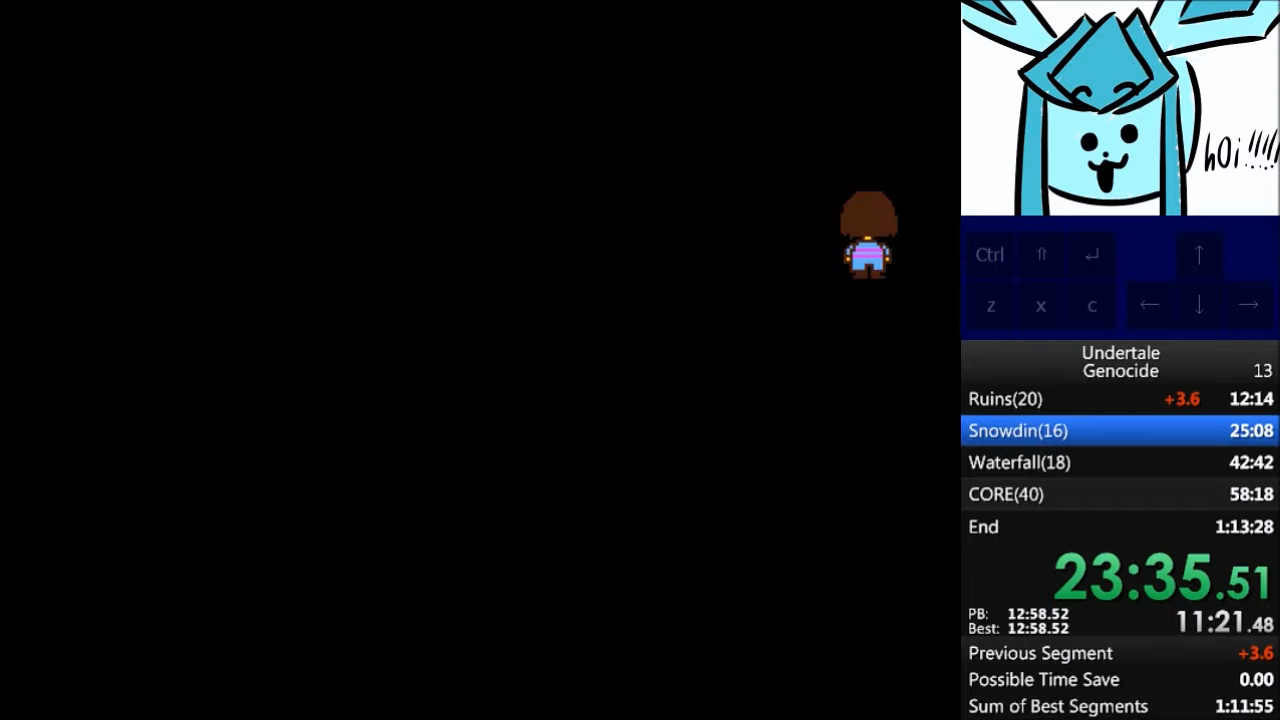 hOi!!!!!
Ctrl ⇧ ↵ ↑
z x c ← ↓ →
Undertale
Genocide 13
Ruins(20) +3.6 12:14
Snowdin(16) 25:08
Waterfall(18) 42:42
CORE(40) 58:18
End 1:13:28
23:35.51
PB: 12:58.52
Best: 12:58.52
11:21.48
Previous Segment +3.6
Possible Time Save 0.00
Sum of Best Segments 1:11:55